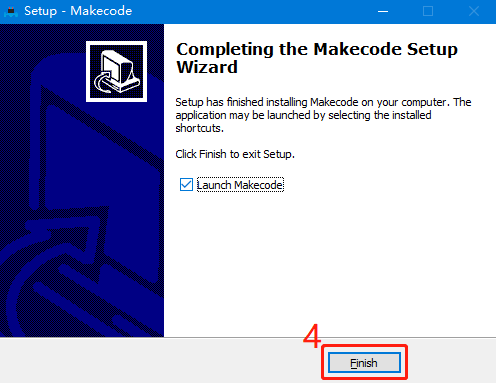 Setup - Makecode
Completing the Makecode Setup
Wizard
Setup has finished installing Makecode on your computer. The
application may be launched by selecting the installed
shortcuts.
Click Finish to exit Setup.
Launch Makecode
4
Finish